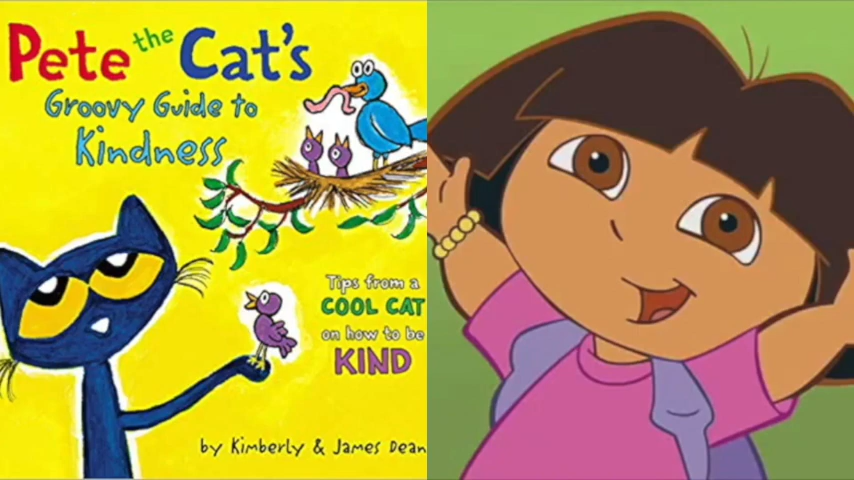 Pete the Cat's
Groovy Guide to
Kindness
Tips from a
COOL CAT
on how to be
KIND
by Kimberly & James Dean